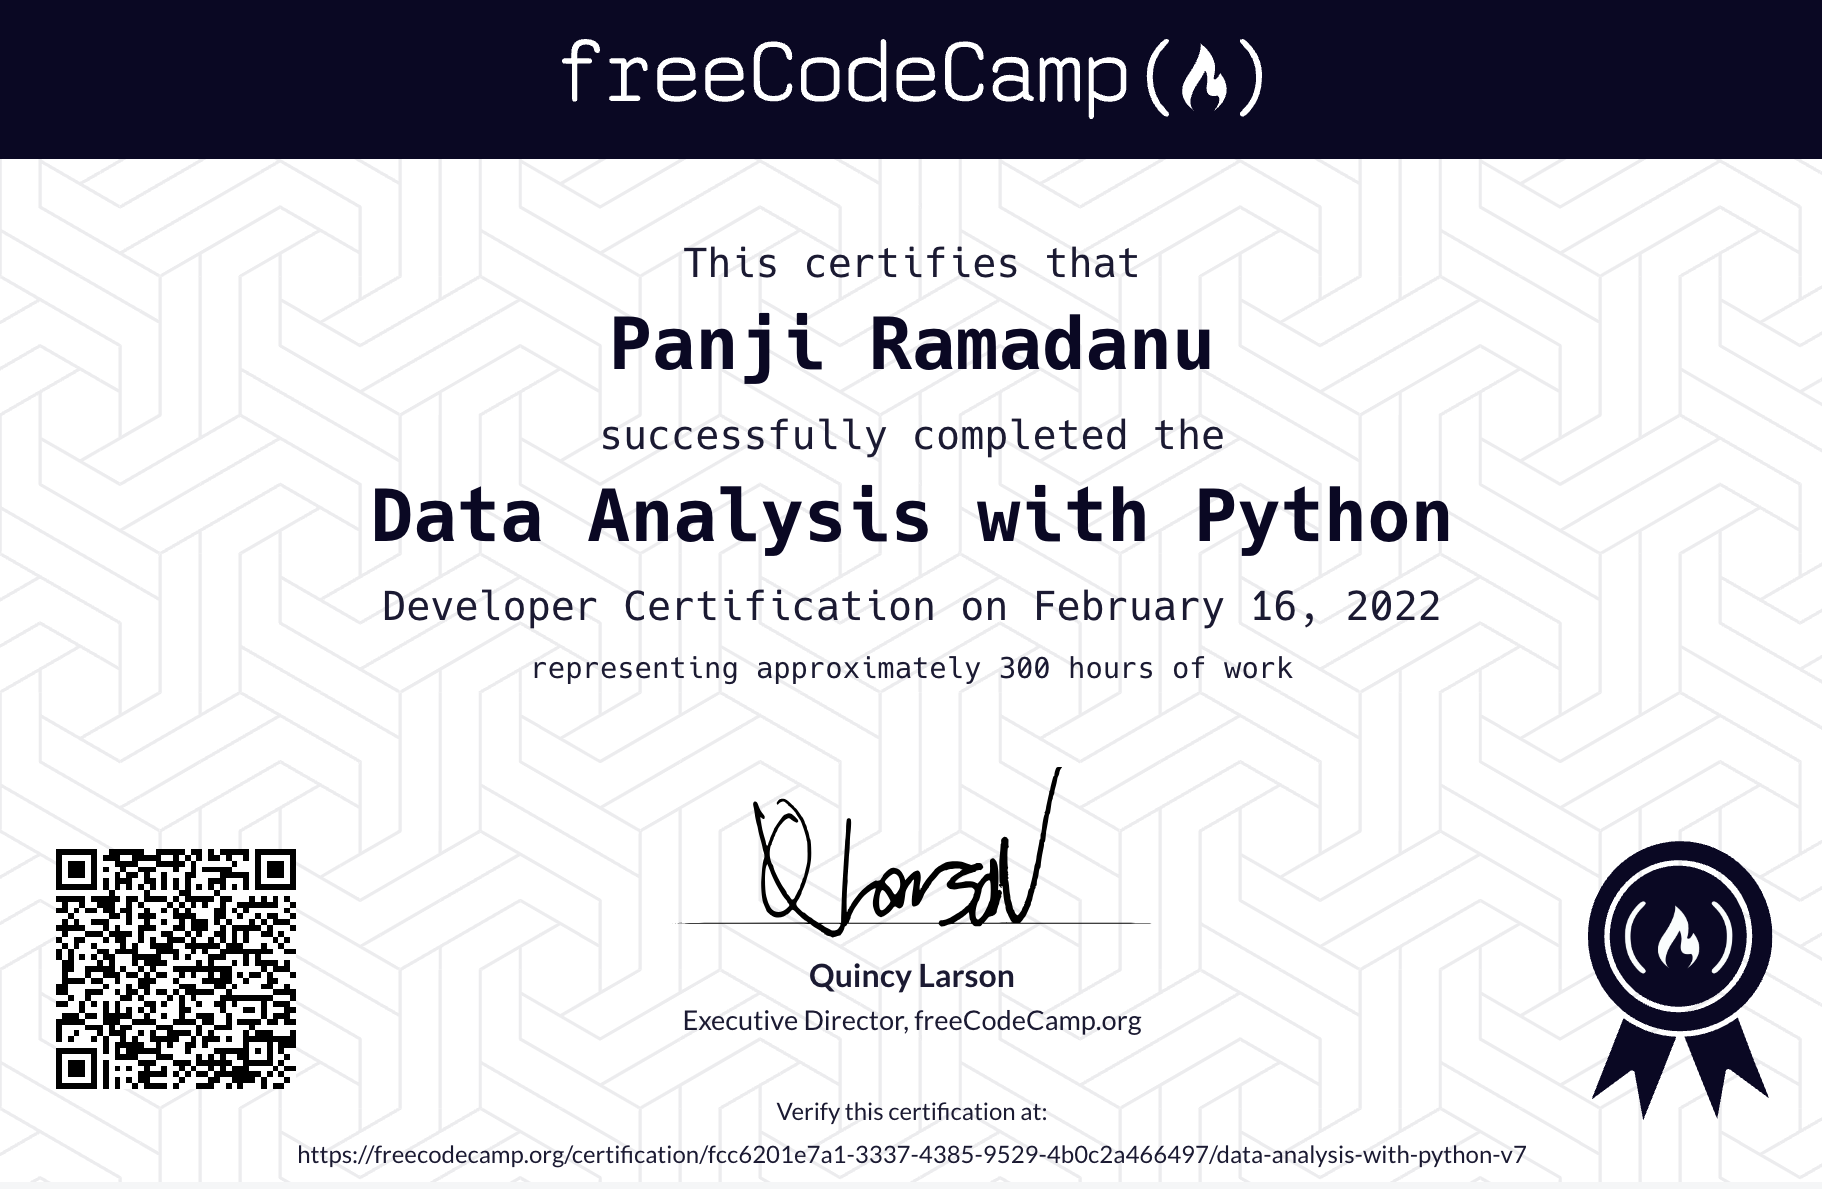 freeCodeCamp
This certifies that
Panji Ramadanu
successfully completed the
Data Analysis with Python
Developer Certification on February 16, 2022
representing approximately 300 hours of work
Q Larson
Quincy Larson
Executive Director, freeCodeCamp.org
Verify this certification at:
https://freecodecamp.org/certification/fcc6201e7a1-3337-4385-9529-4b0c2a466497/data-analysis-with-python-v7